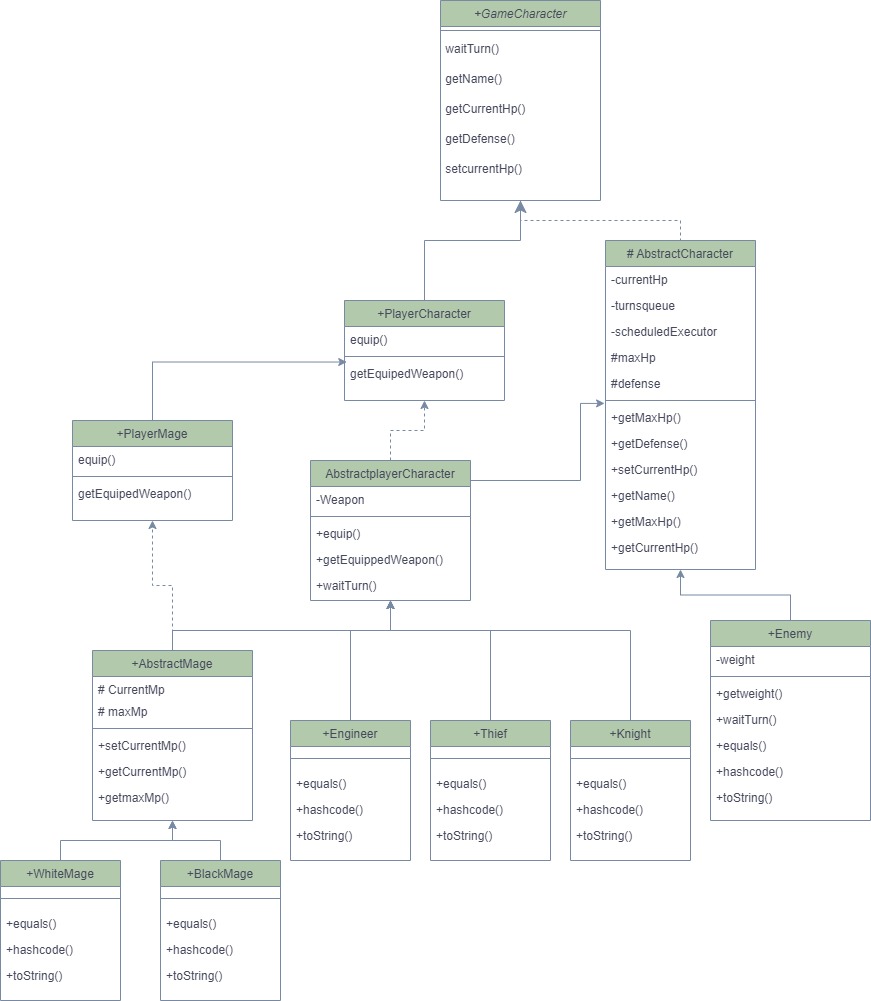 +GameCharacter
waitTurn()
getName()
getCurrentHp()
getDefense()
setcurrentHp()
# AbstractCharacter
-currentHp
-turnsqueue
-scheduledExecutor
#maxHp
#defense
+getMaxHp()
+getDefense()
+setCurrentHp()
+getName()
+getMaxHp()
+getCurrentHp()
+PlayerCharacter
equip()
getEquipedWeapon()
+PlayerMage
equip()
getEquipedWeapon()
AbstractplayerCharacter
-Weapon
+equip()
+getEquippedWeapon()
+waitTurn()
+Enemy
-weight
+getweight()
+waitTurn()
+equals()
+hashcode()
+toString()
+AbstractMage
# CurrentMp
# maxMp
+setCurrentMp()
+getCurrentMp()
+getmaxMp()
+Engineer
+equals()
+hashcode()
+toString()
+Thief
+equals()
+hashcode()
+toString()
+Knight
+equals()
+hashcode()
+toString()
+WhiteMage
+equals()
+hashcode()
+toString()
+BlackMage
+equals()
+hashcode()
+toString()